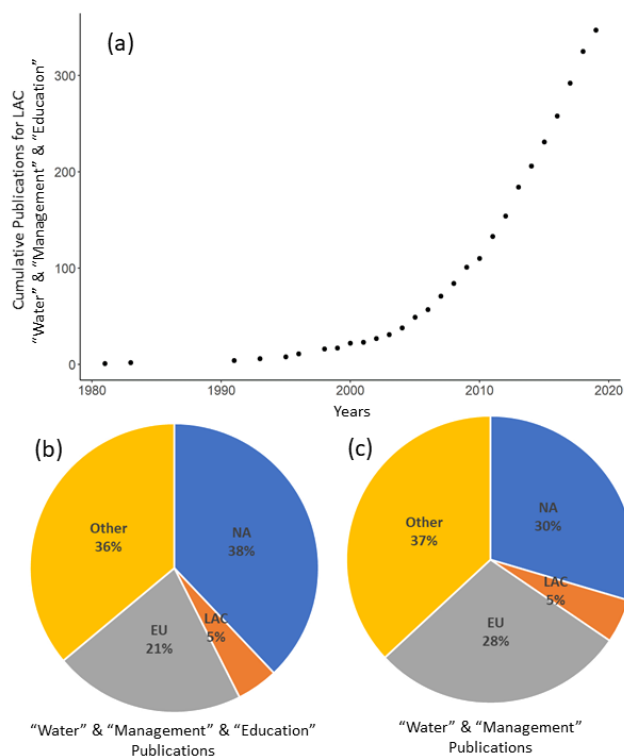 (a)
Cumulative Publications for LAC
“Water” & “Management” & “Education”
300
200
100
0
1980
1990
2000
2010
2020
Years
(b)
Other
36%
NA
38%
EU
21%
LAC
5%
“Water” & “Management” & “Education”
Publications
(c)
Other
37%
NA
30%
LAC
5%
EU
28%
“Water” & “Management”
Publications